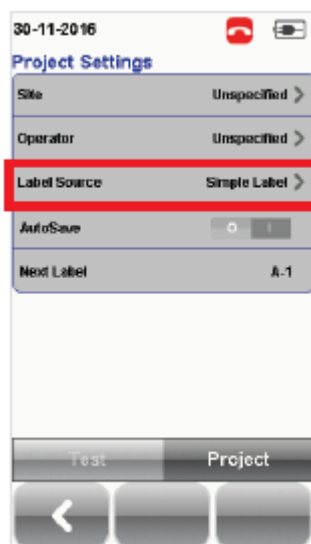 30-11-2016
Project Settings
Site Unspecified
Operator Unspecified
Label Source Simple Label
AutoSave O I
Next Label A-1
Test Project